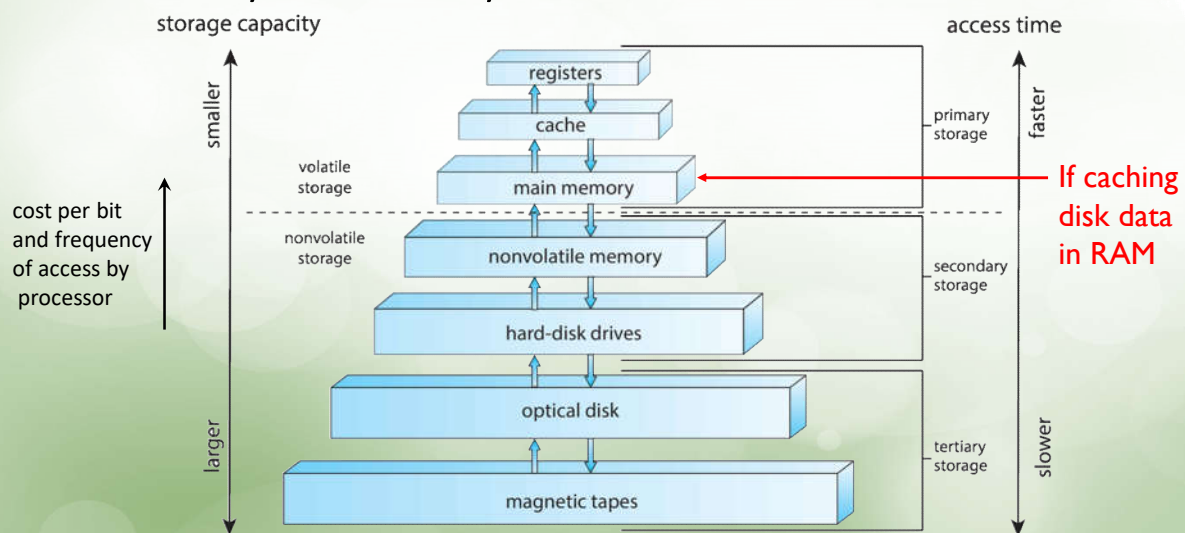 storage capacity
access time
registers
cache
main memory
nonvolatile memory
hard-disk drives
optical disk
magnetic tapes
smaller
larger
volatile
storage
nonvolatile
storage
cost per bit
and frequency
of access by
processor
primary
storage
secondary
storage
tertiary
storage
faster
slower
If caching
disk data
in RAM